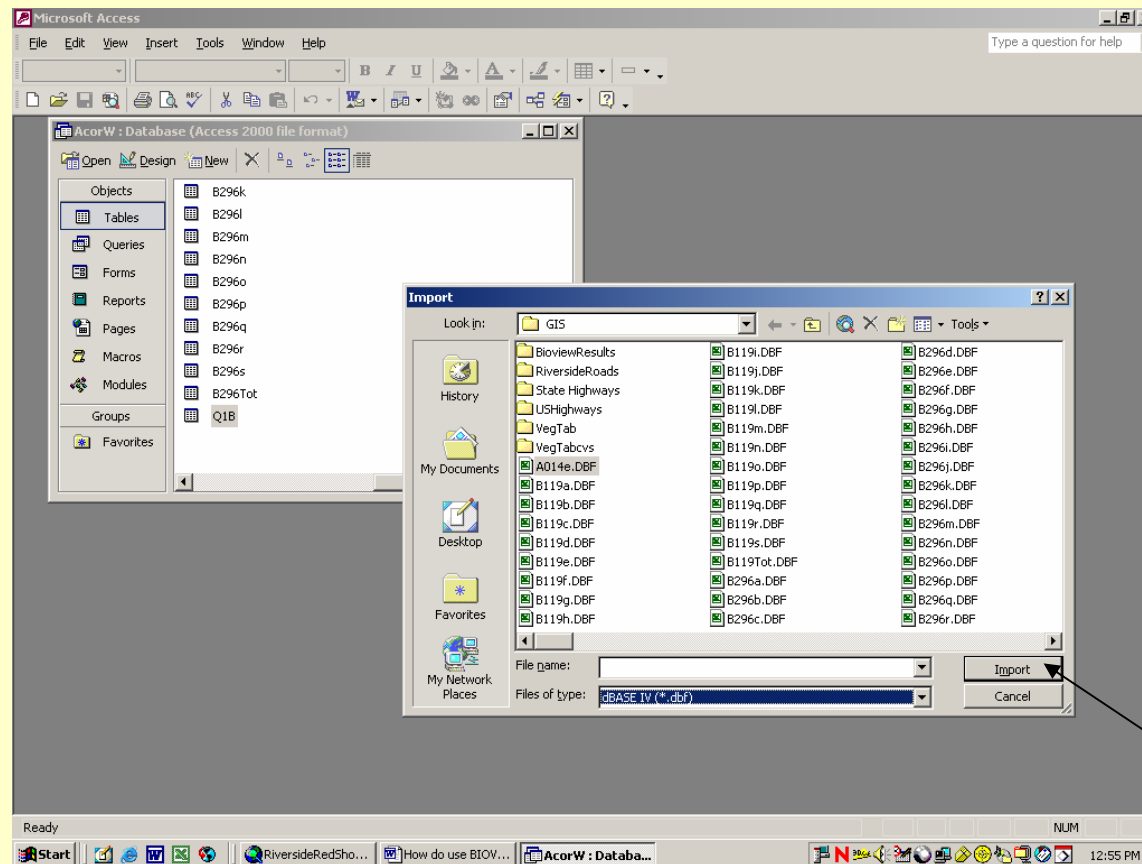 Microsoft Access
File Edit View Insert Tools Window Help
Type a question for help
B I U
AcorW : Database (Access 2000 file format)
Open Design New
Objects
Tables
Queries
Forms
Reports
Pages
Macros
Modules
Groups
Favorites
B296k
B296l
B296m
B296n
B296o
B296p
B296q
B296r
B296s
B296Tot
Q1B
Import
Look in: GIS Tools
History
My Documents
Desktop
Favorites
My Network
Places
BioviewResults
RiversideRoads
State Highways
USHighways
VegTab
VegTabcvs
A014e.DBF
B119a.DBF
B119b.DBF
B119c.DBF
B119d.DBF
B119e.DBF
B119f.DBF
B119g.DBF
B119h.DBF
B119i.DBF
B119j.DBF
B119k.DBF
B119l.DBF
B119m.DBF
B119n.DBF
B119o.DBF
B119p.DBF
B119q.DBF
B119r.DBF
B119s.DBF
B119Tot.DBF
B296a.DBF
B296b.DBF
B296c.DBF
B296d.DBF
B296e.DBF
B296f.DBF
B296g.DBF
B296h.DBF
B296i.DBF
B296j.DBF
B296k.DBF
B296l.DBF
B296m.DBF
B296n.DBF
B296o.DBF
B296p.DBF
B296q.DBF
B296r.DBF
File name: Import
Files of type: dBASE IV (*.dbf) Cancel
Ready NUM
Start RiversideRedSho... How do use BIOV... AcorW : Databa... 12:55 PM